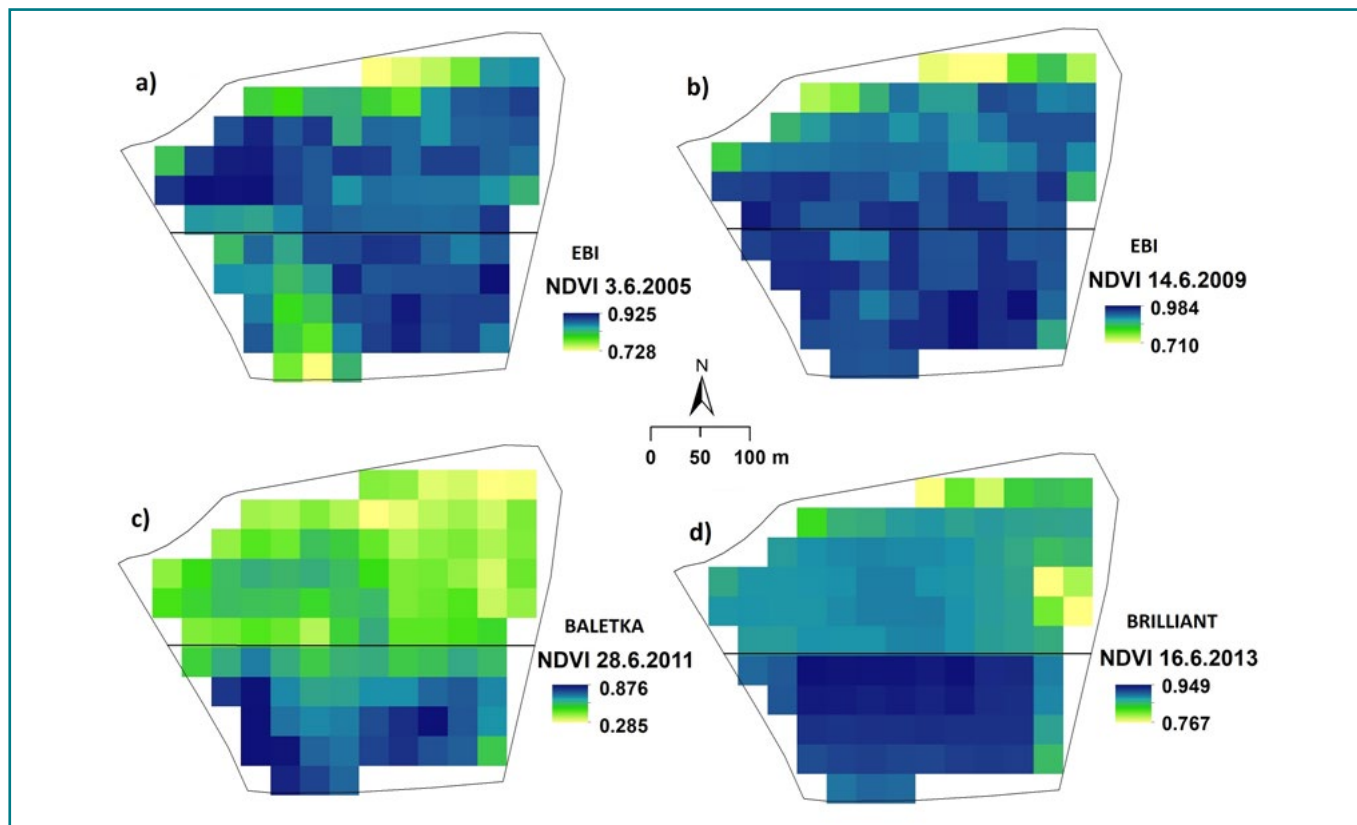 a)
b)
EBI
NDVI 3.6.2005
0.925
0.728
EBI
NDVI 14.6.2009
0.984
0.710
N
0 50 100 m
c)
d)
BALETKA
NDVI 28.6.2011
0.876
0.285
BRILLIANT
NDVI 16.6.2013
0.949
0.767